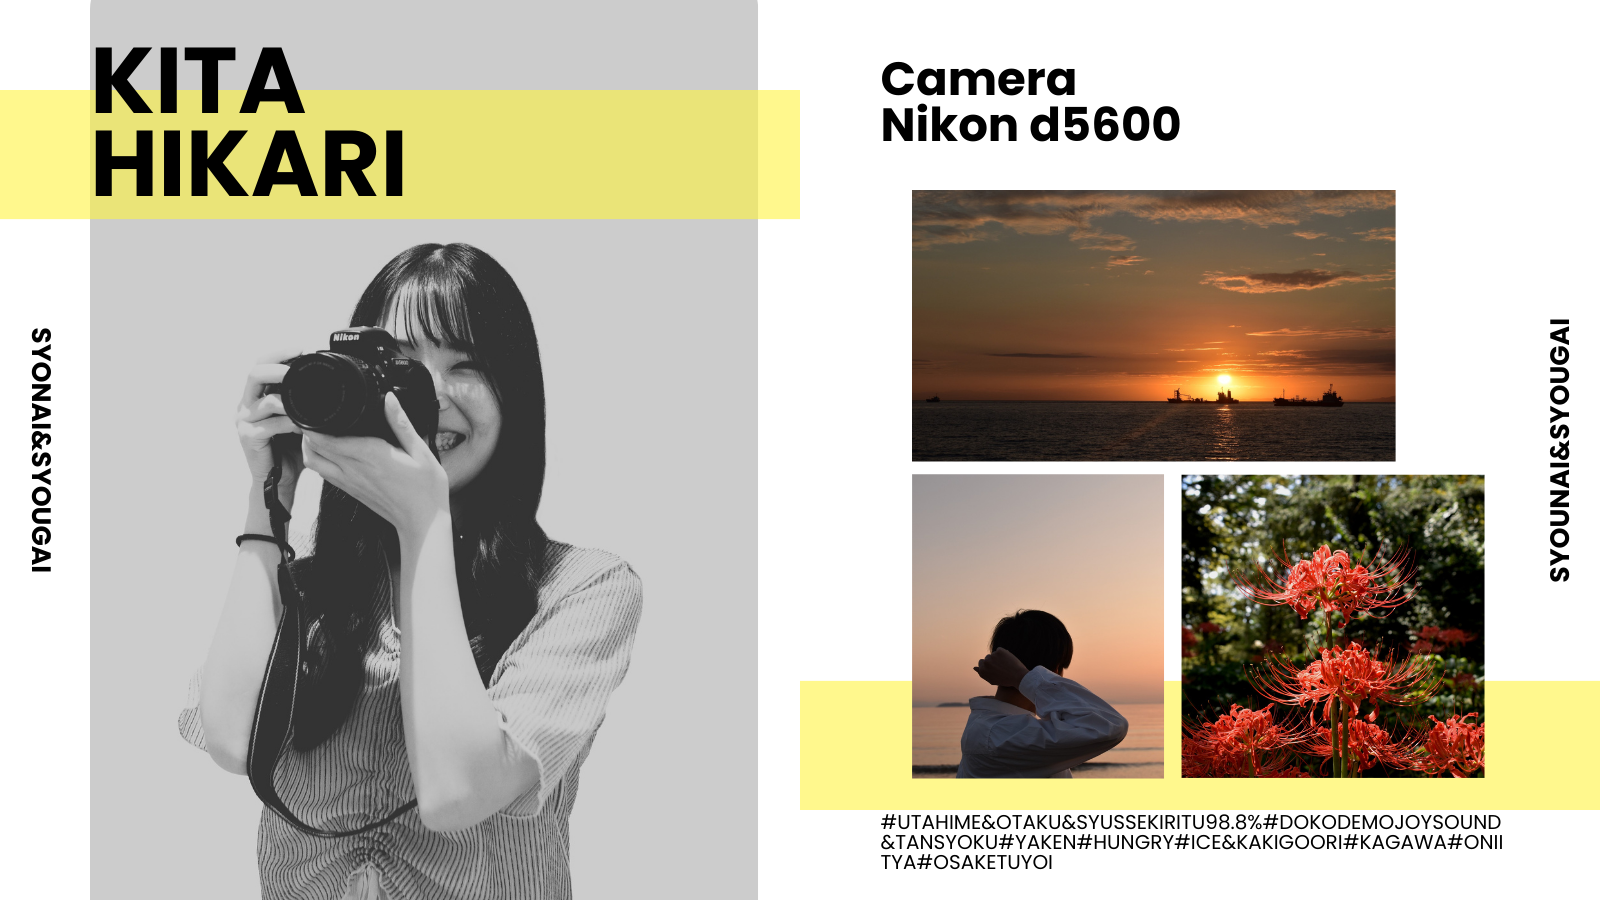 KITA
HIKARI
SYONAI&SYOUGAI
Nikon
Camera
Nikon d5600
SYOUNAI&SYOUGAI
#UTAHIME&OTAKU&SYUSSEKIRITU98.8%#DOKODEMOJOYSOUND
&TANSYOKU#YAKEN#HUNGRY#ICE&KAKIGOORI#KAGAWA#ONII
TYA#OSAKETUYOI